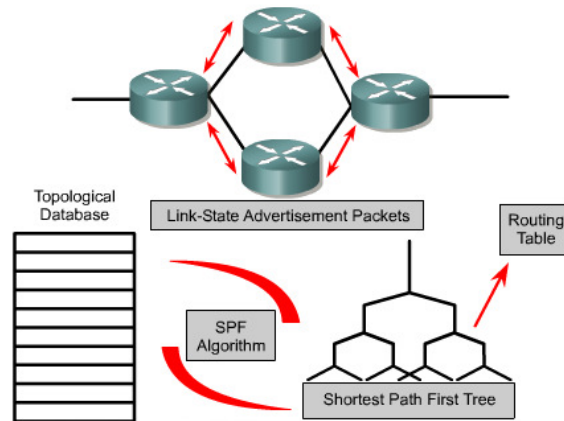 Topological
Database
Link-State Advertisement Packets
Routing
Table
SPF
Algorithm
Shortest Path First Tree